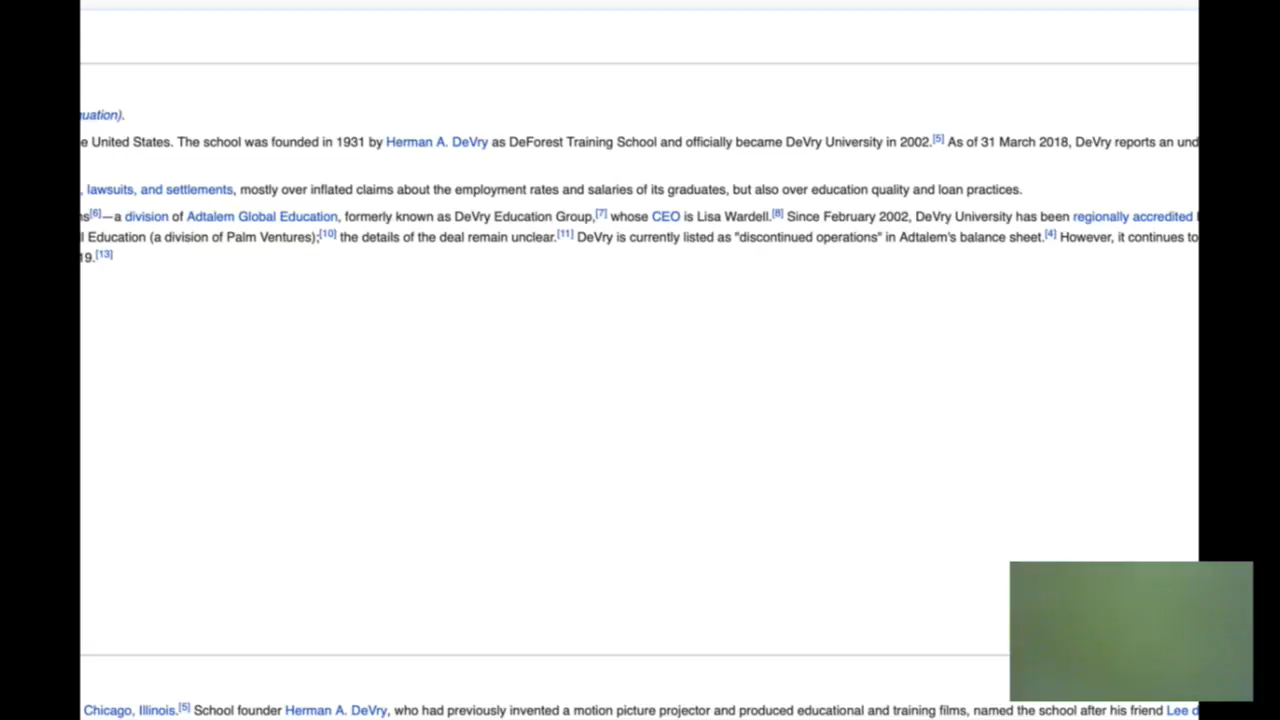 uation).
e United States. The school was founded in 1931 by Herman A. DeVry as DeForest Training School and officially became DeVry University in 2002.[5] As of 31 March 2018, DeVry reports an und
, lawsuits, and settlements, mostly over inflated claims about the employment rates and salaries of its graduates, but also over education quality and loan practices.
ns[6]—a division of Adtalem Global Education, formerly known as DeVry Education Group,[7] whose CEO is Lisa Wardell.[8] Since February 2002, DeVry University has been regionally accredited
l Education (a division of Palm Ventures);[10] the details of the deal remain unclear.[11] DeVry is currently listed as "discontinued operations" in Adtalem's balance sheet.[4] However, it continues to
19.[13]
Chicago, Illinois.[5] School founder Herman A. DeVry, who had previously invented a motion picture projector and produced educational and training films, named the school after his friend Lee d